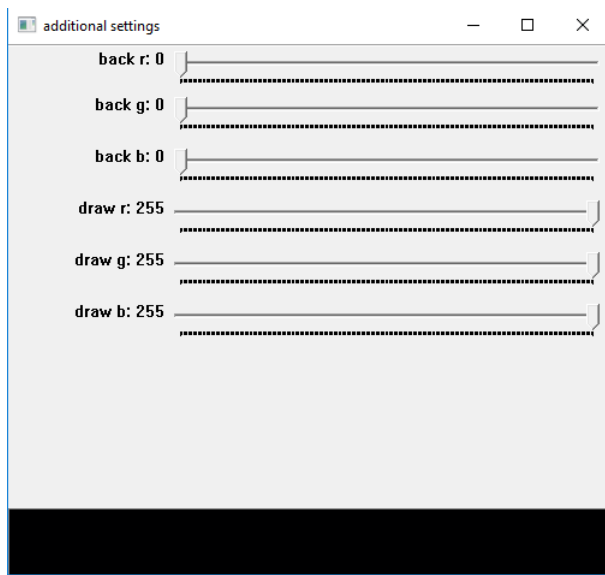 additional settings
back r: 0
back g: 0
back b: 0
draw r: 255
draw g: 255
draw b: 255